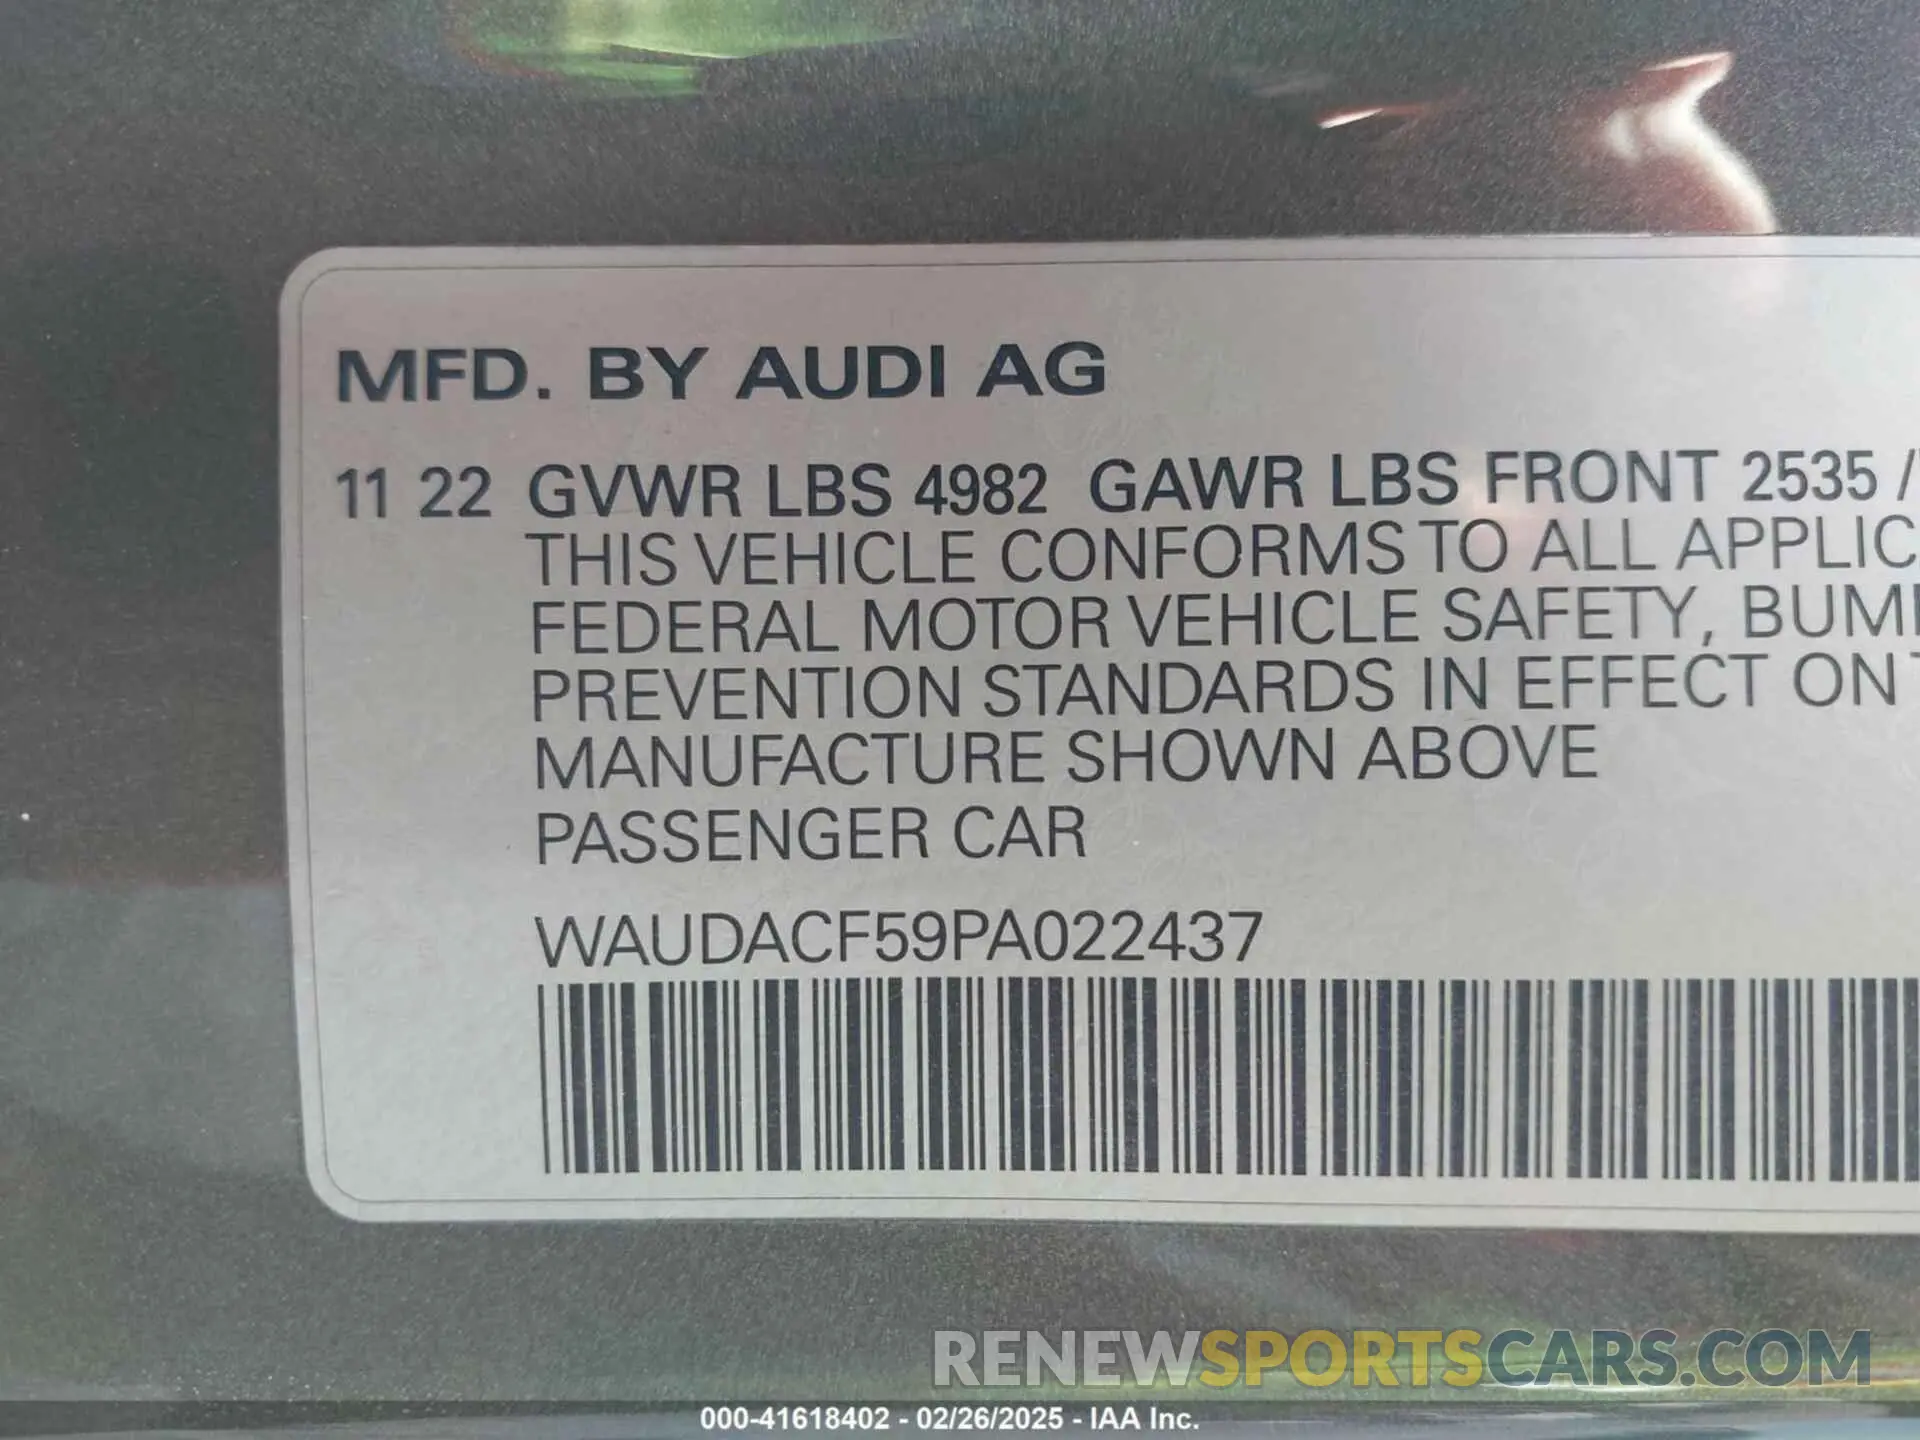 MFD. BY AUDI AG
11 22 GVWR LBS 4982 GAWR LBS FRONT 2535
THIS VEHICLE CONFORMS TO ALL
FEDERAL MOTOR VEHICLE SAFETY,
PREVENTION STANDARDS IN EFFECT ON
MANUFACTURE SHOWN ABOVE
PASSENGER CAR
WAUDACF59PA022437
RENEWSPORTSCARS.COM
000-41618402 - 02/26/2025 - IAA Inc.